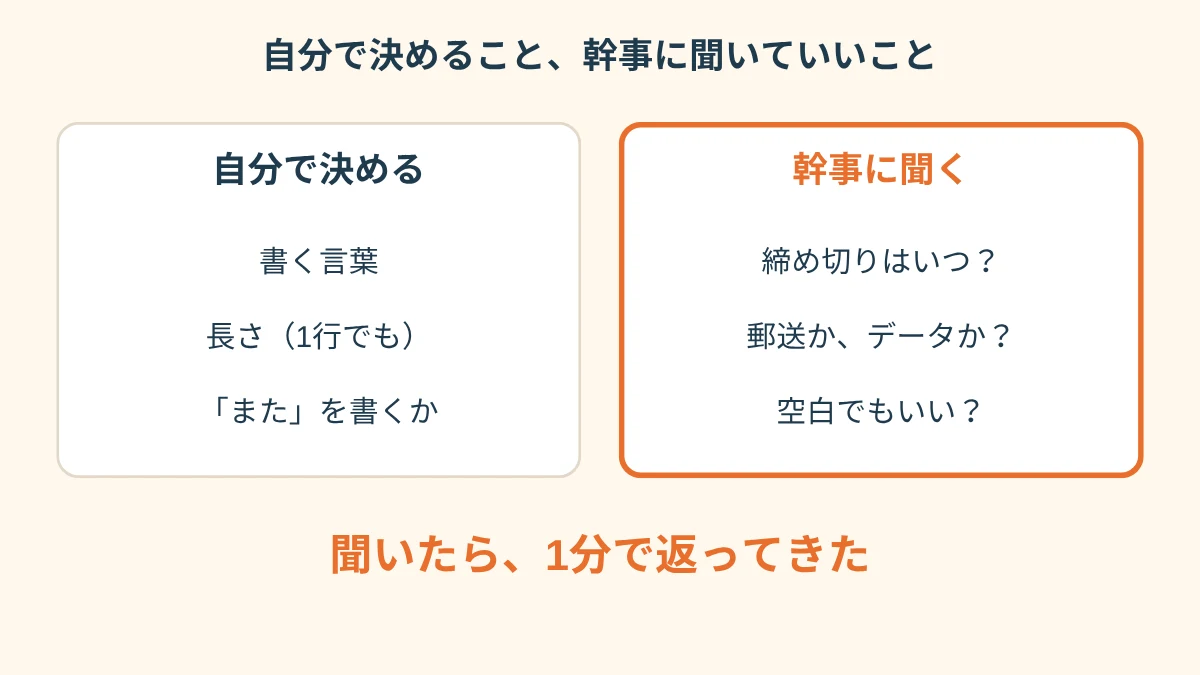 自分で決めること、幹事に聞いていいこと
自分で決める
書く言葉
長さ（1行でも）
「また」を書くか
幹事に聞く
締め切りはいつ？
郵送か、データか？
空白でもいい？
聞いたら、1分で返ってきた